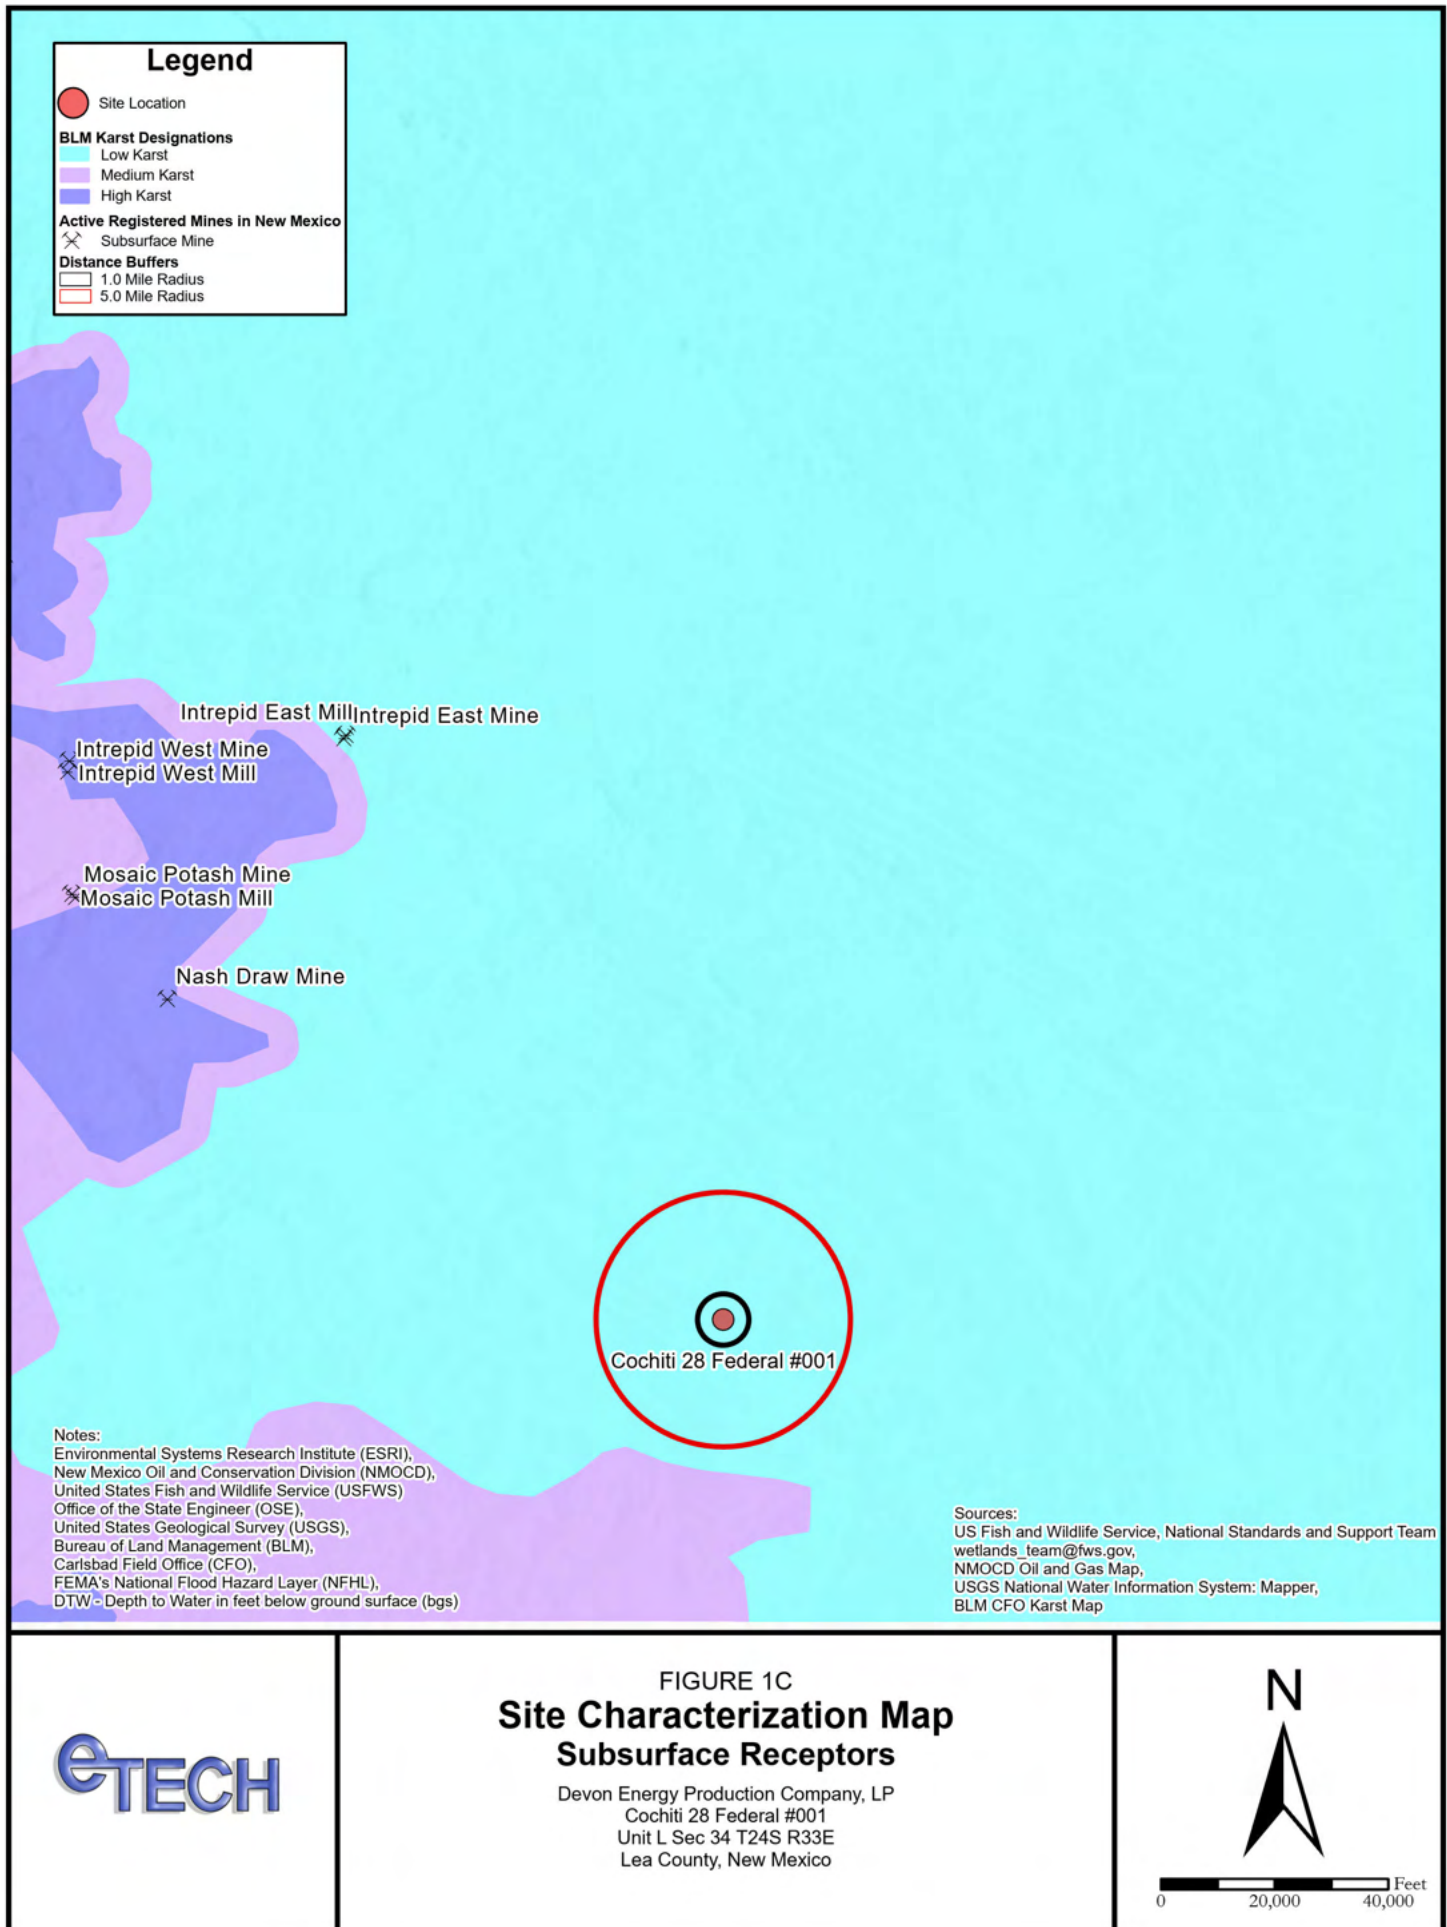 Legend
Site Location
BLM Karst Designations
Low Karst
Medium Karst
High Karst
Active Registered Mines in New Mexico
Subsurface Mine
Distance Buffers
1.0 Mile Radius
5.0 Mile Radius
Intrepid East Mill
Intrepid East Mine
Intrepid West Mine
Intrepid West Mill
Mosaic Potash Mine
Mosaic Potash Mill
Nash Draw Mine
Cochiti 28 Federal #001
Notes:
Environmental Systems Research Institute (ESRI),
New Mexico Oil and Conservation Division (NMOCD),
United States Fish and Wildlife Service (USFWS)
Office of the State Engineer (OSE),
United States Geological Survey (USGS),
Bureau of Land Management (BLM),
Carlsbad Field Office (CFO),
FEMA's National Flood Hazard Layer (NFHL),
DTW - Depth to Water in feet below ground surface (bgs)
Sources:
US Fish and Wildlife Service, National Standards and Support Team
wetlands_team@fws.gov,
NMOCD Oil and Gas Map,
USGS National Water Information System: Mapper,
BLM CFO Karst Map
eTECH
FIGURE 1C
Site Characterization Map
Subsurface Receptors
Devon Energy Production Company, LP
Cochiti 28 Federal #001
Unit L Sec 34 T24S R33E
Lea County, New Mexico
N
Feet
0 20,000 40,000